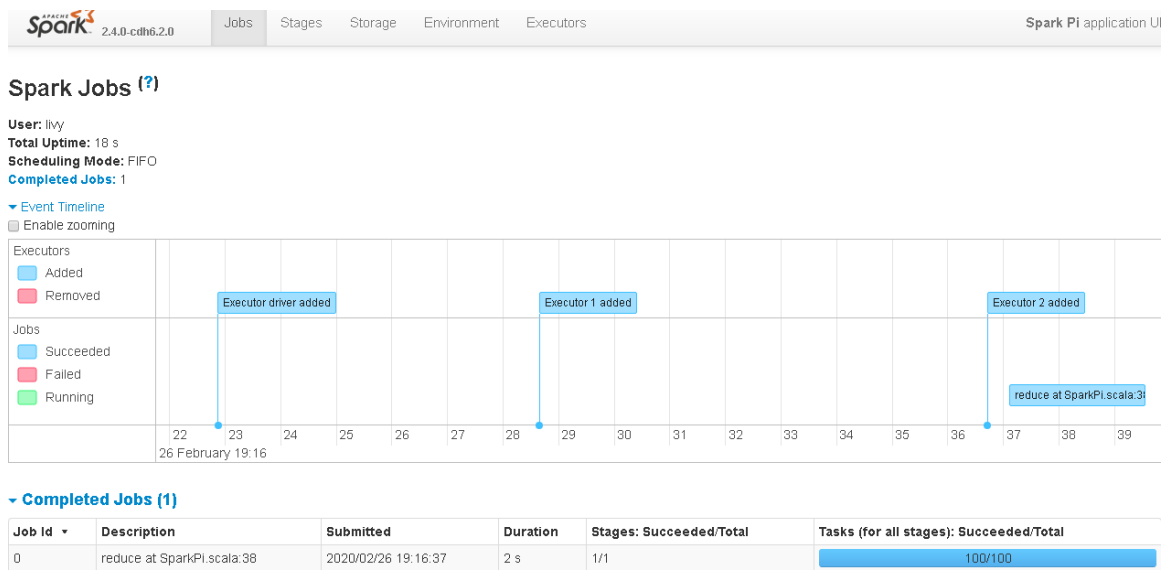 APACHE
Spark 2.4.0-cdh6.2.0 Jobs Stages Storage Environment Executors Spark Pi application UI
Spark Jobs (?)
User: livy
Total Uptime: 18 s
Scheduling Mode: FIFO
Completed Jobs: 1
Event Timeline
Enable zooming
Executors
Added
Removed
Executor driver added Executor 1 added Executor 2 added
Jobs
Succeeded
Failed
Running
reduce at SparkPi.scala:38
22 23 24 25 26 27 28 29 30 31 32 33 34 35 36 37 38 39
26 February 19:16
Completed Jobs (1)
Job Id Description Submitted Duration Stages: Succeeded/Total Tasks (for all stages): Succeeded/Total
0 reduce at SparkPi.scala:38 2020/02/26 19:16:37 2 s 1/1 100/100